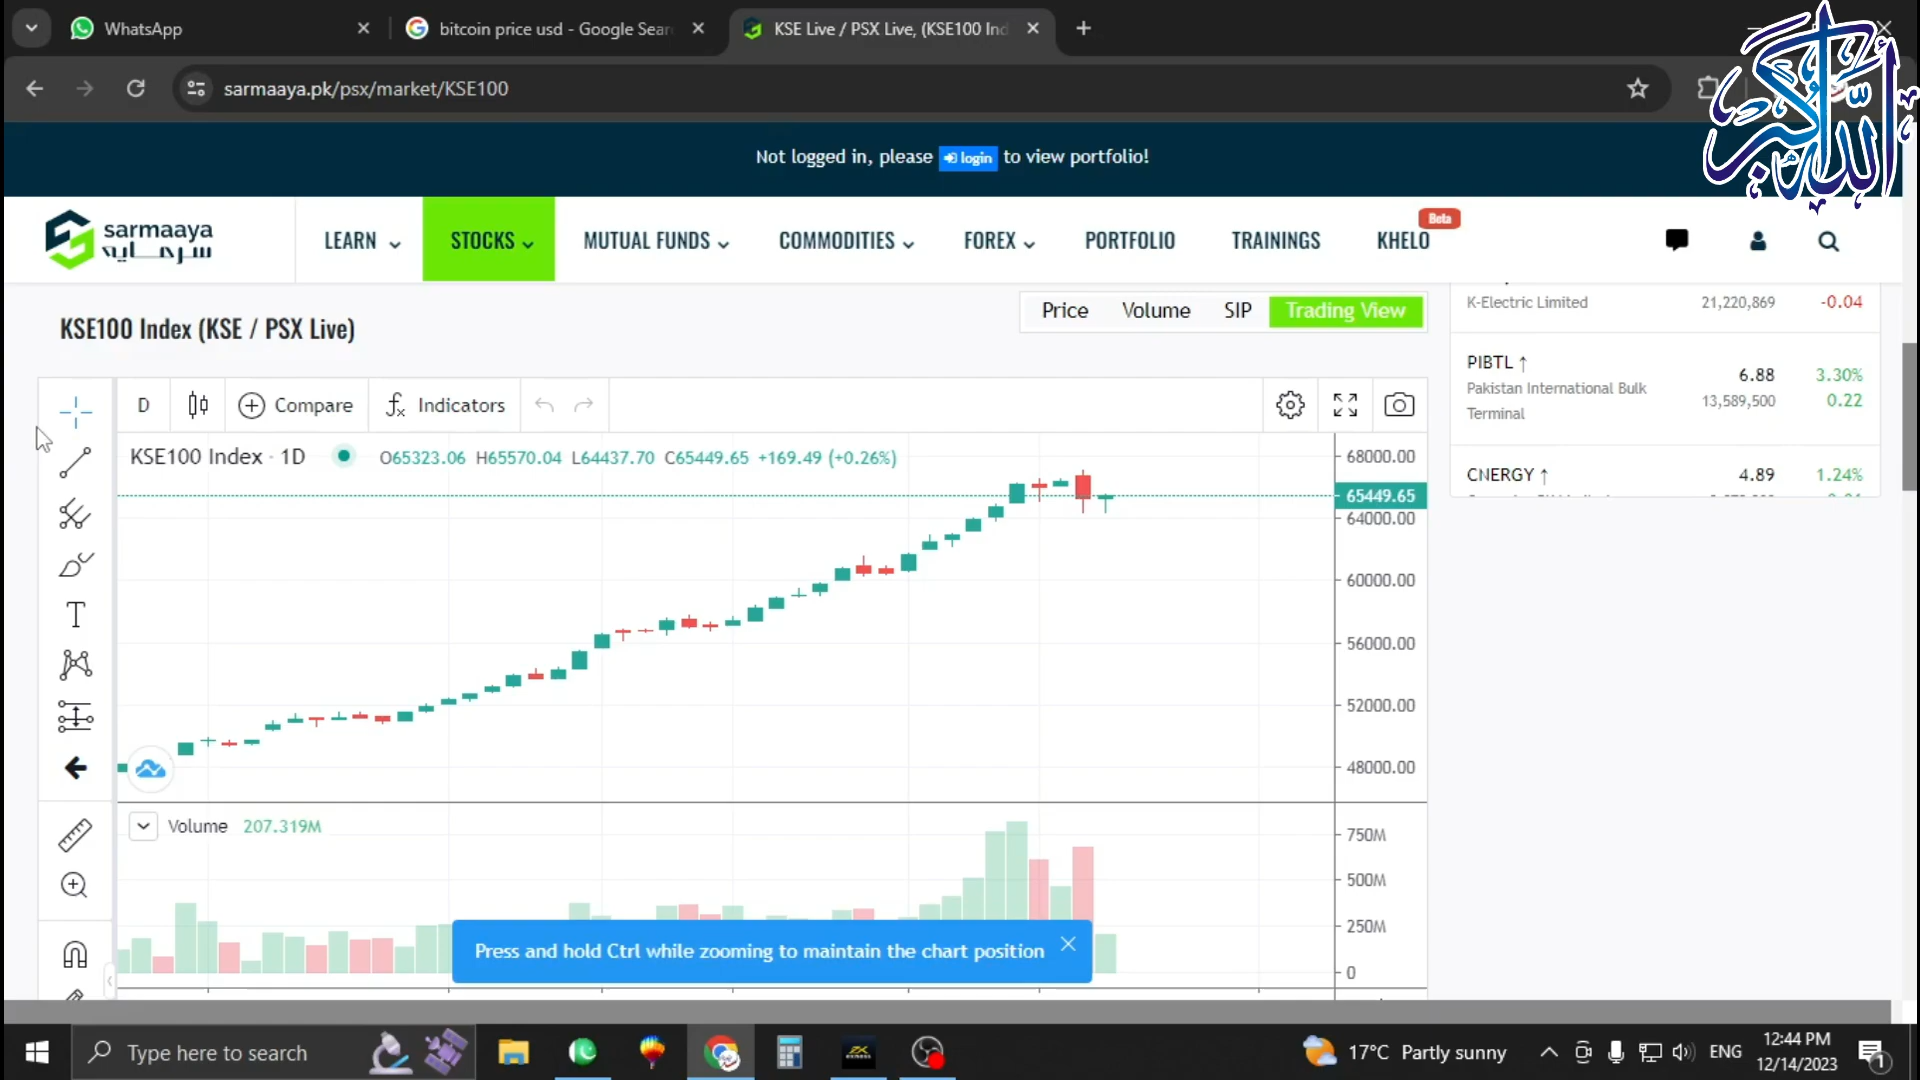 WhatsApp
bitcoin price usd - Google Sear
KSE Live / PSX Live, (KSE100 Ind
sarmaaya.pk/psx/market/KSE100
الله أكبر
Not logged in, please login to view portfolio!
sarmaaya
سرمایہ
LEARN
STOCKS
MUTUAL FUNDS
COMMODITIES
FOREX
PORTFOLIO
TRAININGS
KHELO
Beta
KSE100 Index (KSE / PSX Live)
Price Volume SIP Trading View
K-Electric Limited 21,220,869 -0.04
PIBTL ↑ 6.88 3.30%
Pakistan International Bulk 13,589,500 0.22
Terminal
CNERGY ↑ 4.89 1.24%
D Compare Indicators
KSE100 Index · 1D O65323.06 H65570.04 L64437.70 C65449.65 +169.49 (+0.26%)
68000.00
65449.65
64000.00
60000.00
56000.00
52000.00
48000.00
Volume 207.319M
750M
500M
250M
0
Press and hold Ctrl while zooming to maintain the chart position
Type here to search
17°C Partly sunny
ENG
12:44 PM
12/14/2023
1